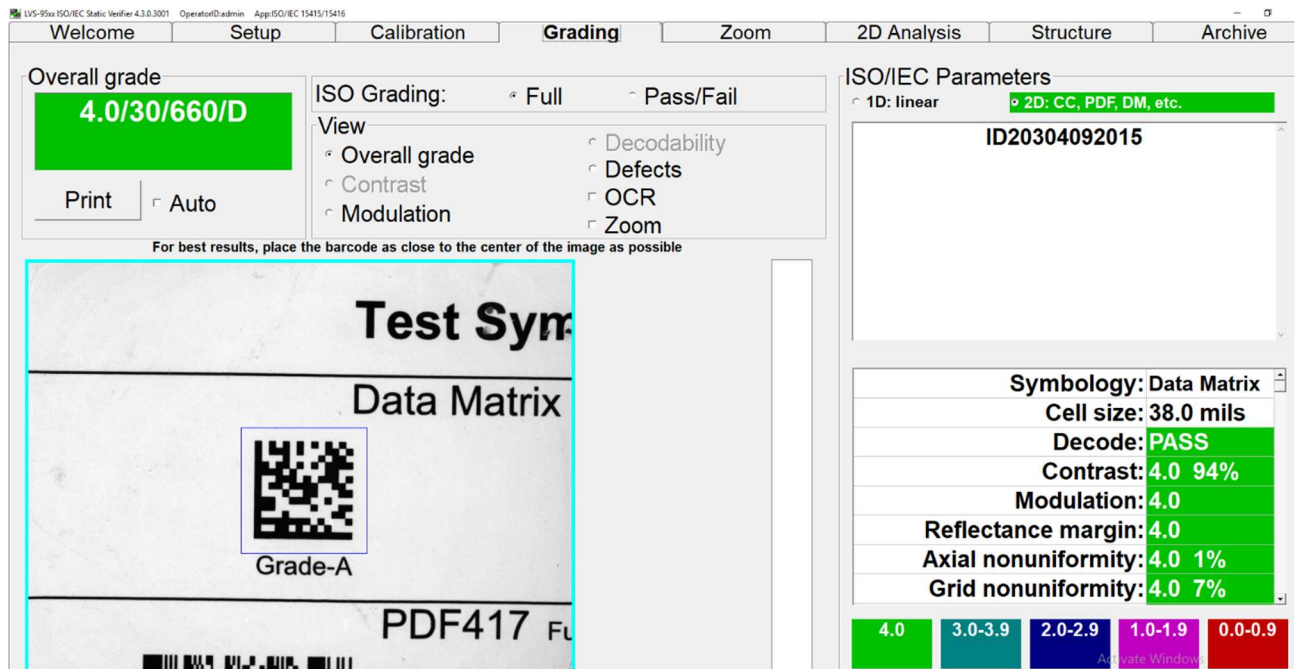 LVS-95xx ISO/IEC Static Verifier 4.3.0.3001 OperatorID:admin App:ISO/IEC 15415/15416
Welcome Setup Calibration Grading Zoom 2D Analysis Structure Archive
Overall grade
4.0/30/660/D
Print Auto
ISO Grading: Full Pass/Fail
View
Overall grade
Contrast
Modulation
Decodability
Defects
OCR
Zoom
For best results, place the barcode as close to the center of the image as possible
Test Sym
Data Matrix
Grade-A
PDF417 Fu
ISO/IEC Parameters
1D: linear 2D: CC, PDF, DM, etc.
ID20304092015
Symbology: Data Matrix
Cell size: 38.0 mils
Decode: PASS
Contrast: 4.0 94%
Modulation: 4.0
Reflectance margin: 4.0
Axial nonuniformity: 4.0 1%
Grid nonuniformity: 4.0 7%
4.0 3.0-3.9 2.0-2.9 1.0-1.9 0.0-0.9
Activate Windows